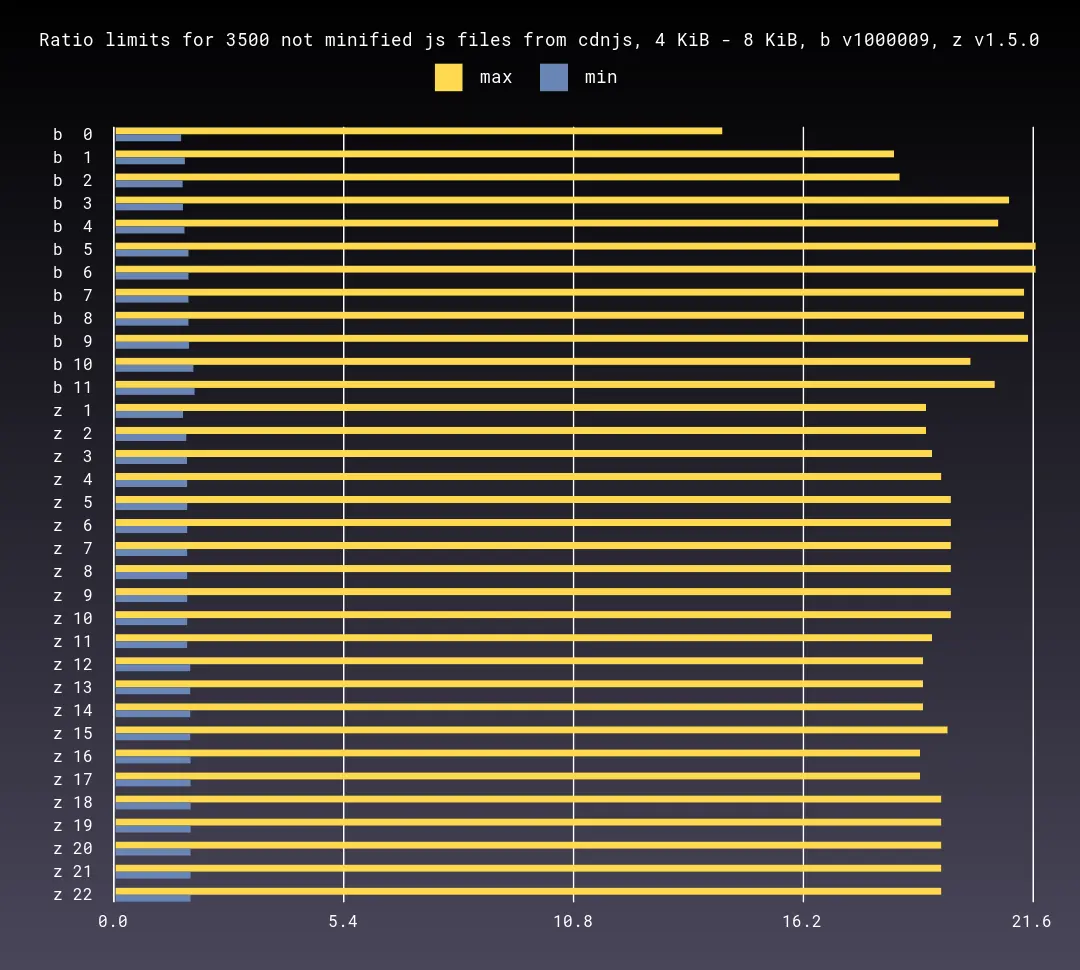 Ratio limits for 3500 not minified js files from cdnjs, 4 KiB - 8 KiB, b v1000009, z v1.5.0
max min
b 0
b 1
b 2
b 3
b 4
b 5
b 6
b 7
b 8
b 9
b 10
b 11
z 1
z 2
z 3
z 4
z 5
z 6
z 7
z 8
z 9
z 10
z 11
z 12
z 13
z 14
z 15
z 16
z 17
z 18
z 19
z 20
z 21
z 22
0.0 5.4 10.8 16.2 21.6